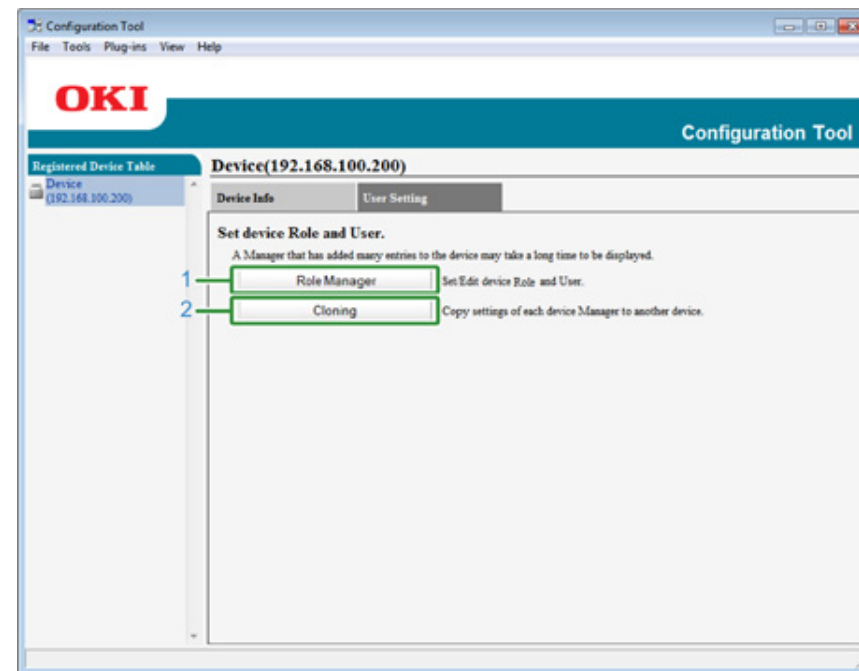 Configuration Tool
File Tools Plug-ins View Help
OKI
Configuration Tool
Registered Device Table
Device
(192.168.100.200)
Device(192.168.100.200)
Device Info User Setting
Set device Role and User.
A Manager that has added many entries to the device may take a long time to be displayed.
1 Role Manager Set/Edit device Role and User.
2 Cloning Copy settings of each device Manager to another device.